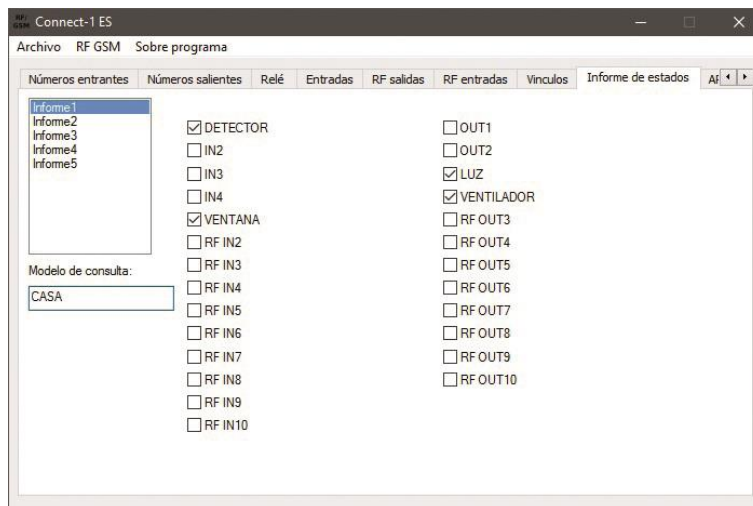 RF/ GSM Connect-1 ES
Archivo RF GSM Sobre programa
Números entrantes Números salientes Relé Entradas RF salidas RF entradas Vinculos Informe de estados
Informe1
Informe2
Informe3
Informe4
Informe5
Modelo de consulta:
CASA
DETECTOR
IN2
IN3
IN4
VENTANA
RF IN2
RF IN3
RF IN4
RF IN5
RF IN6
RF IN7
RF IN8
RF IN9
RF IN10
OUT1
OUT2
LUZ
VENTILADOR
RF OUT3
RF OUT4
RF OUT5
RF OUT6
RF OUT7
RF OUT8
RF OUT9
RF OUT10